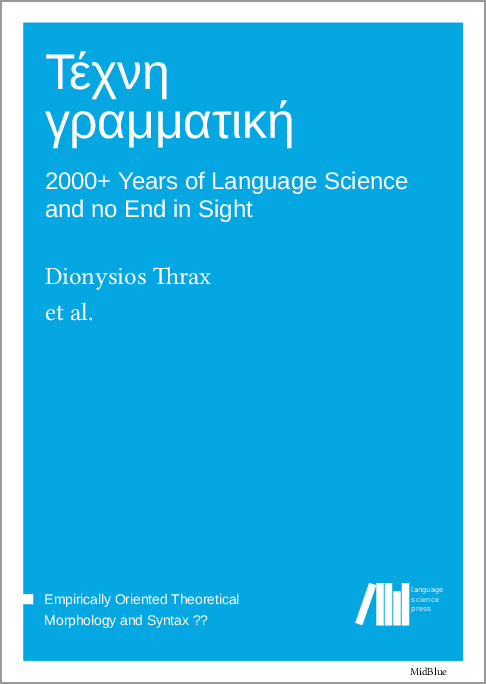 Τέχνη
γραμματική
2000+ Years of Language Science
and no End in Sight
Dionysios Thrax
et al.
Empirically Oriented Theoretical
Morphology and Syntax ??
language
science
press
MidBlue